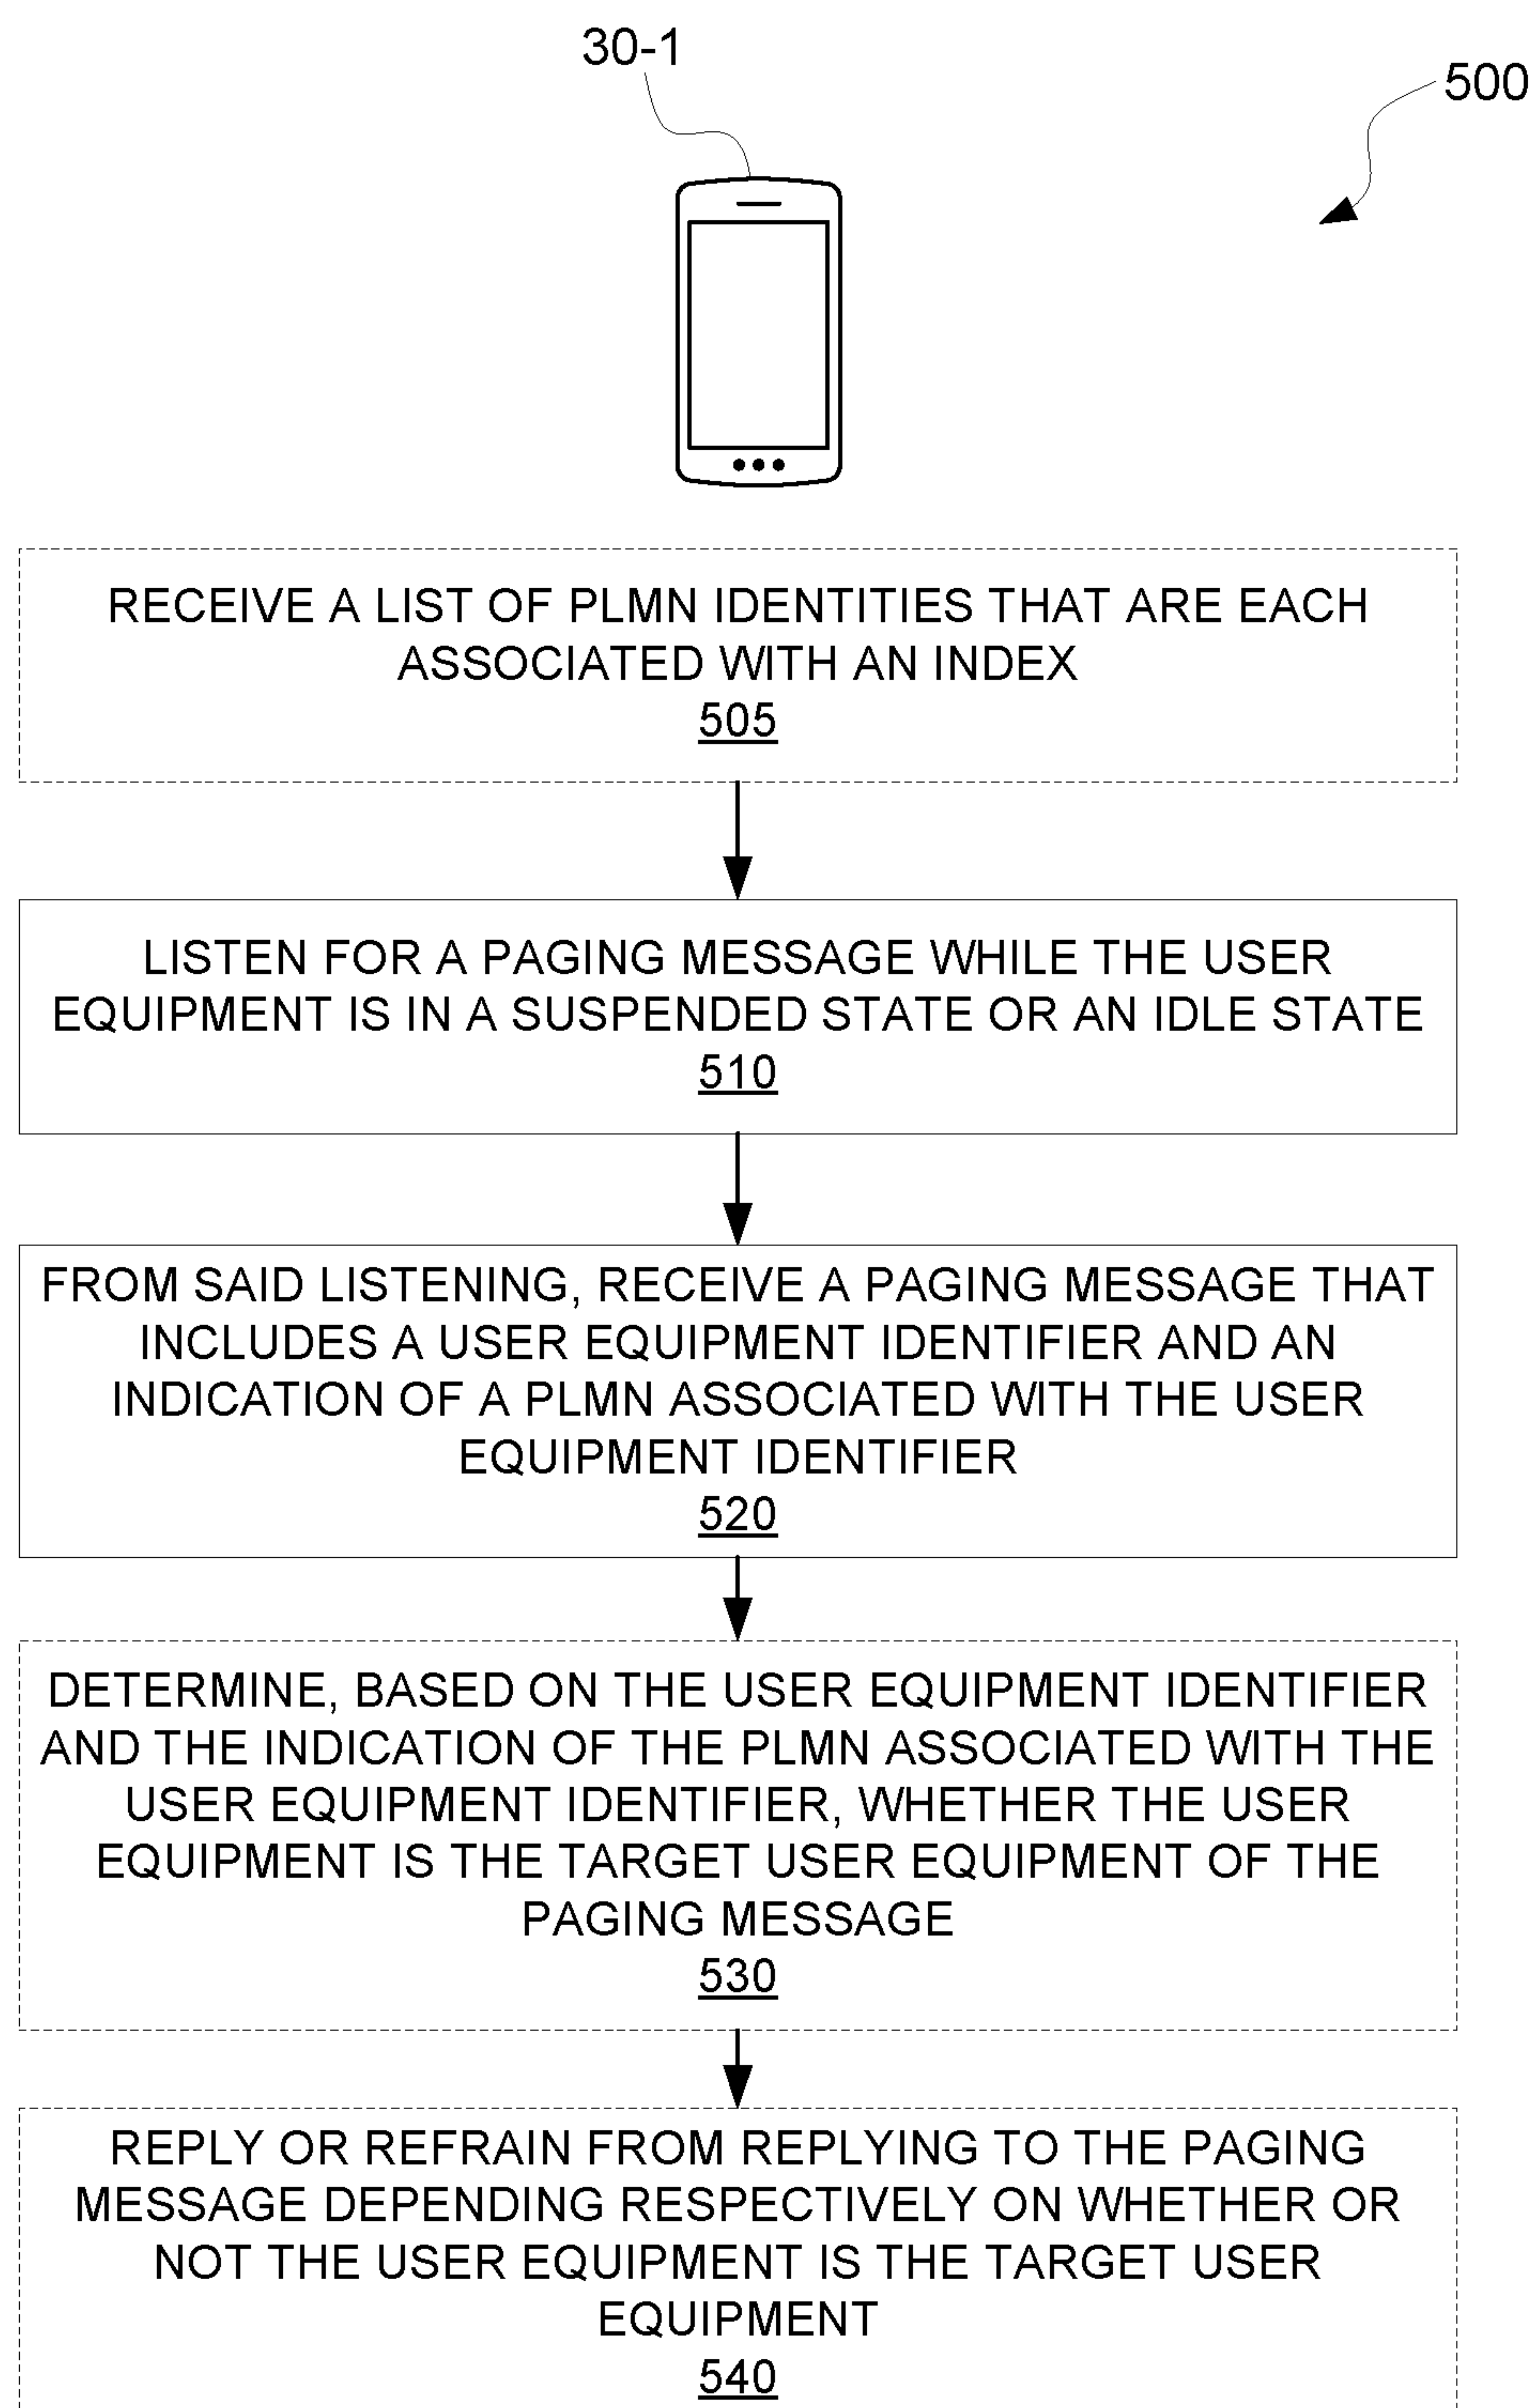 30-1
500
RECEIVE A LIST OF PLMN IDENTITIES THAT ARE EACH
ASSOCIATED WITH AN INDEX
505
LISTEN FOR A PAGING MESSAGE WHILE THE USER
EQUIPMENT IS IN A SUSPENDED STATE OR AN IDLE STATE
510
FROM SAID LISTENING, RECEIVE A PAGING MESSAGE THAT
INCLUDES A USER EQUIPMENT IDENTIFIER AND AN
INDICATION OF A PLMN ASSOCIATED WITH THE USER
EQUIPMENT IDENTIFIER
520
DETERMINE, BASED ON THE USER EQUIPMENT IDENTIFIER
AND THE INDICATION OF THE PLMN ASSOCIATED WITH THE
USER EQUIPMENT IDENTIFIER, WHETHER THE USER
EQUIPMENT IS THE TARGET USER EQUIPMENT OF THE
PAGING MESSAGE
530
REPLY OR REFRAIN FROM REPLYING TO THE PAGING
MESSAGE DEPENDING RESPECTIVELY ON WHETHER OR
NOT THE USER EQUIPMENT IS THE TARGET USER
EQUIPMENT
540